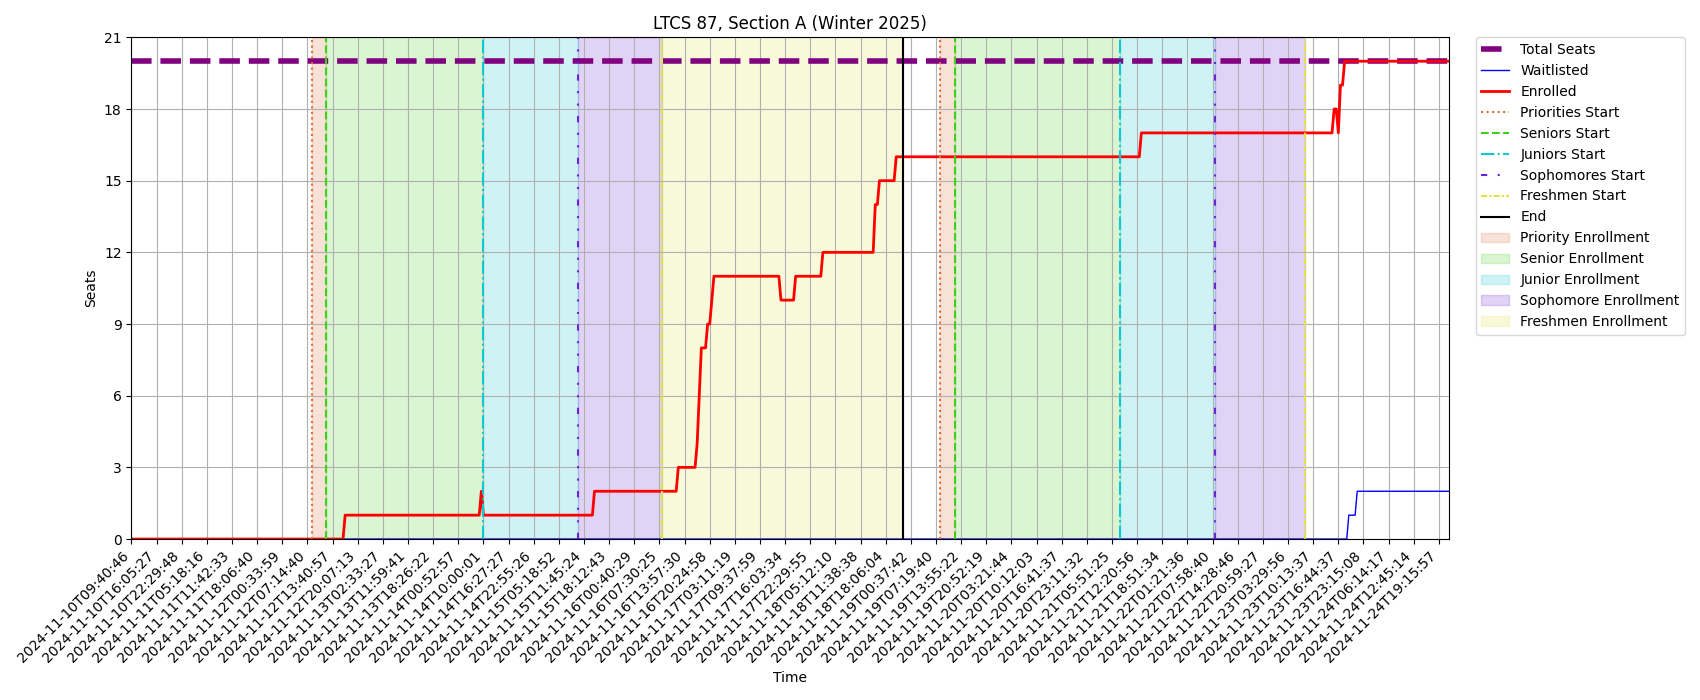 LTCS 87, Section A (Winter 2025)
Seats
21
18
15
12
9
6
3
0
2024-11-10T09:40:46
2024-11-10T16:05:27
2024-11-10T22:29:48
2024-11-11T05:18:16
2024-11-11T11:42:33
2024-11-11T18:06:40
2024-11-12T00:33:59
2024-11-12T07:14:40
2024-11-12T13:40:57
2024-11-12T20:07:13
2024-11-13T02:33:27
2024-11-13T11:59:41
2024-11-13T18:26:22
2024-11-14T00:52:57
2024-11-14T10:00:01
2024-11-14T16:27:27
2024-11-14T22:55:26
2024-11-15T05:18:52
2024-11-15T11:45:24
2024-11-15T18:12:43
2024-11-16T00:40:29
2024-11-16T07:30:25
2024-11-16T13:57:30
2024-11-16T20:24:58
2024-11-17T03:11:19
2024-11-17T09:37:59
2024-11-17T16:03:34
2024-11-17T22:29:55
2024-11-18T05:12:10
2024-11-18T11:38:38
2024-11-18T18:06:04
2024-11-19T00:37:42
2024-11-19T07:19:40
2024-11-19T13:55:22
2024-11-19T20:52:19
2024-11-20T03:21:44
2024-11-20T10:12:03
2024-11-20T16:41:37
2024-11-20T23:11:32
2024-11-21T05:51:25
2024-11-21T12:20:56
2024-11-21T18:51:34
2024-11-22T01:21:36
2024-11-22T07:58:40
2024-11-22T14:28:46
2024-11-22T20:59:27
2024-11-23T03:29:56
2024-11-23T10:13:37
2024-11-23T16:44:37
2024-11-23T23:15:08
2024-11-24T06:14:17
2024-11-24T12:45:14
2024-11-24T19:15:57
Time
Total Seats
Waitlisted
Enrolled
Priorities Start
Seniors Start
Juniors Start
Sophomores Start
Freshmen Start
End
Priority Enrollment
Senior Enrollment
Junior Enrollment
Sophomore Enrollment
Freshmen Enrollment